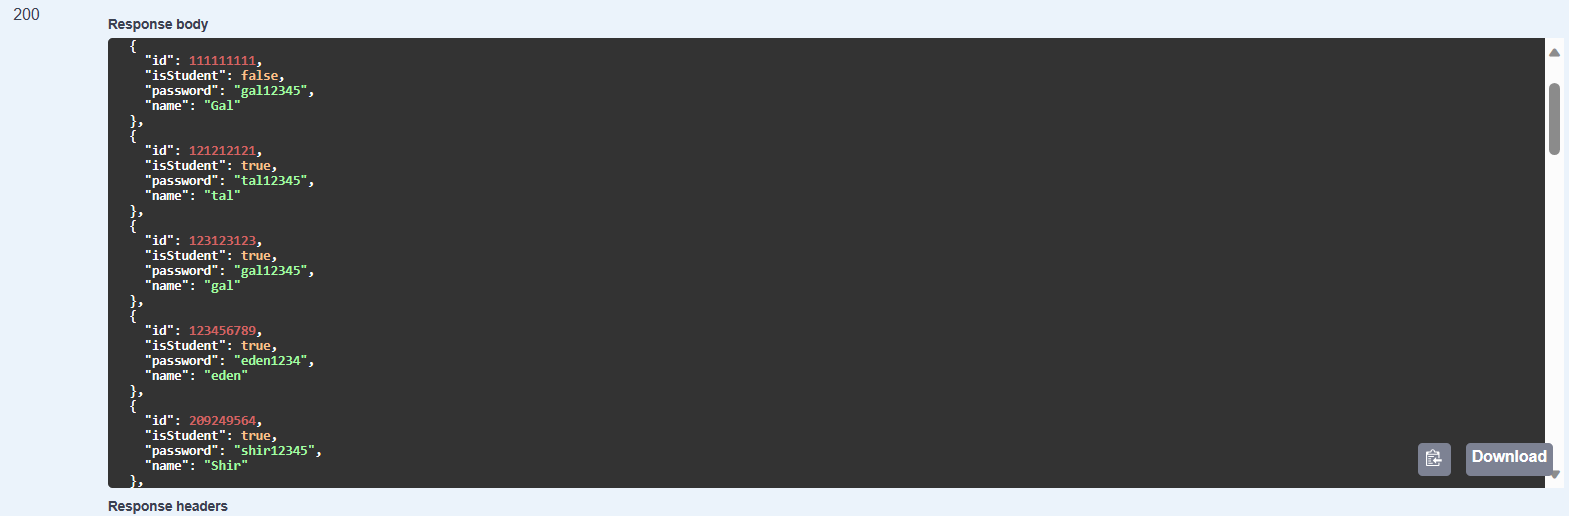 200
Response body
{
"id": 111111111,
"isStudent": false,
"password": "gal12345",
"name": "Gal"
},
{
"id": 121212121,
"isStudent": true,
"password": "tal12345",
"name": "tal"
},
{
"id": 123123123,
"isStudent": true,
"password": "gal12345",
"name": "gal"
},
{
"id": 123456789,
"isStudent": true,
"password": "eden1234",
"name": "eden"
},
{
"id": 209249564,
"isStudent": true,
"password": "shir12345",
"name": "Shir"
},
Download
Response headers